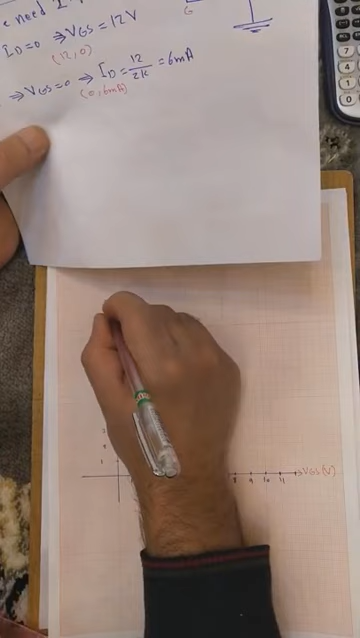 e need
G
ID=0 ⇒ VGS=12V
(12,0)
⇒ VGS=0 → ID = 12/2k = 6mA
(0,6mA)
1
8 9 10 11 VGS(V)